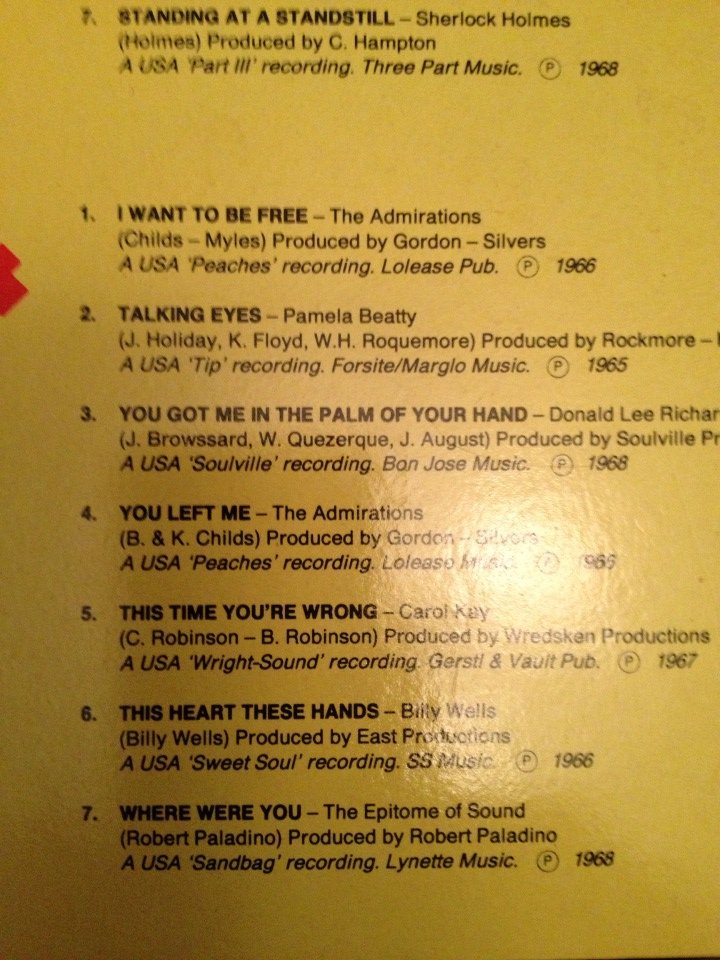 7. STANDING AT A STANDSTILL – Sherlock Holmes
(Holmes) Produced by C. Hampton
A USA 'Part III' recording. Three Part Music. Ⓟ 1968
1. I WANT TO BE FREE – The Admirations
(Childs – Myles) Produced by Gordon – Silvers
A USA 'Peaches' recording. Lolease Pub. Ⓟ 1966
2. TALKING EYES – Pamela Beatty
(J. Holiday, K. Floyd, W.H. Roquemore) Produced by Rockmore –
A USA 'Tip' recording. Forsite/Marglo Music. Ⓟ 1965
3. YOU GOT ME IN THE PALM OF YOUR HAND – Donald Lee Richar
(J. Browssard, W. Quezerque, J. August) Produced by Soulville Pr
A USA 'Soulville' recording. Bon Jose Music. Ⓟ 1968
4. YOU LEFT ME – The Admirations
(B. & K. Childs) Produced by Gordon – Silvers
A USA 'Peaches' recording. Lolease Music. Ⓟ 1966
5. THIS TIME YOU'RE WRONG – Carol Kay
(C. Robinson – B. Robinson) Produced by Wredsken Productions
A USA 'Wright-Sound' recording. Gerstl & Vault Pub. Ⓟ 1967
6. THIS HEART THESE HANDS – Billy Wells
(Billy Wells) Produced by East Productions
A USA 'Sweet Soul' recording. SS Music. Ⓟ 1966
7. WHERE WERE YOU – The Epitome of Sound
(Robert Paladino) Produced by Robert Paladino
A USA 'Sandbag' recording. Lynette Music. Ⓟ 1968